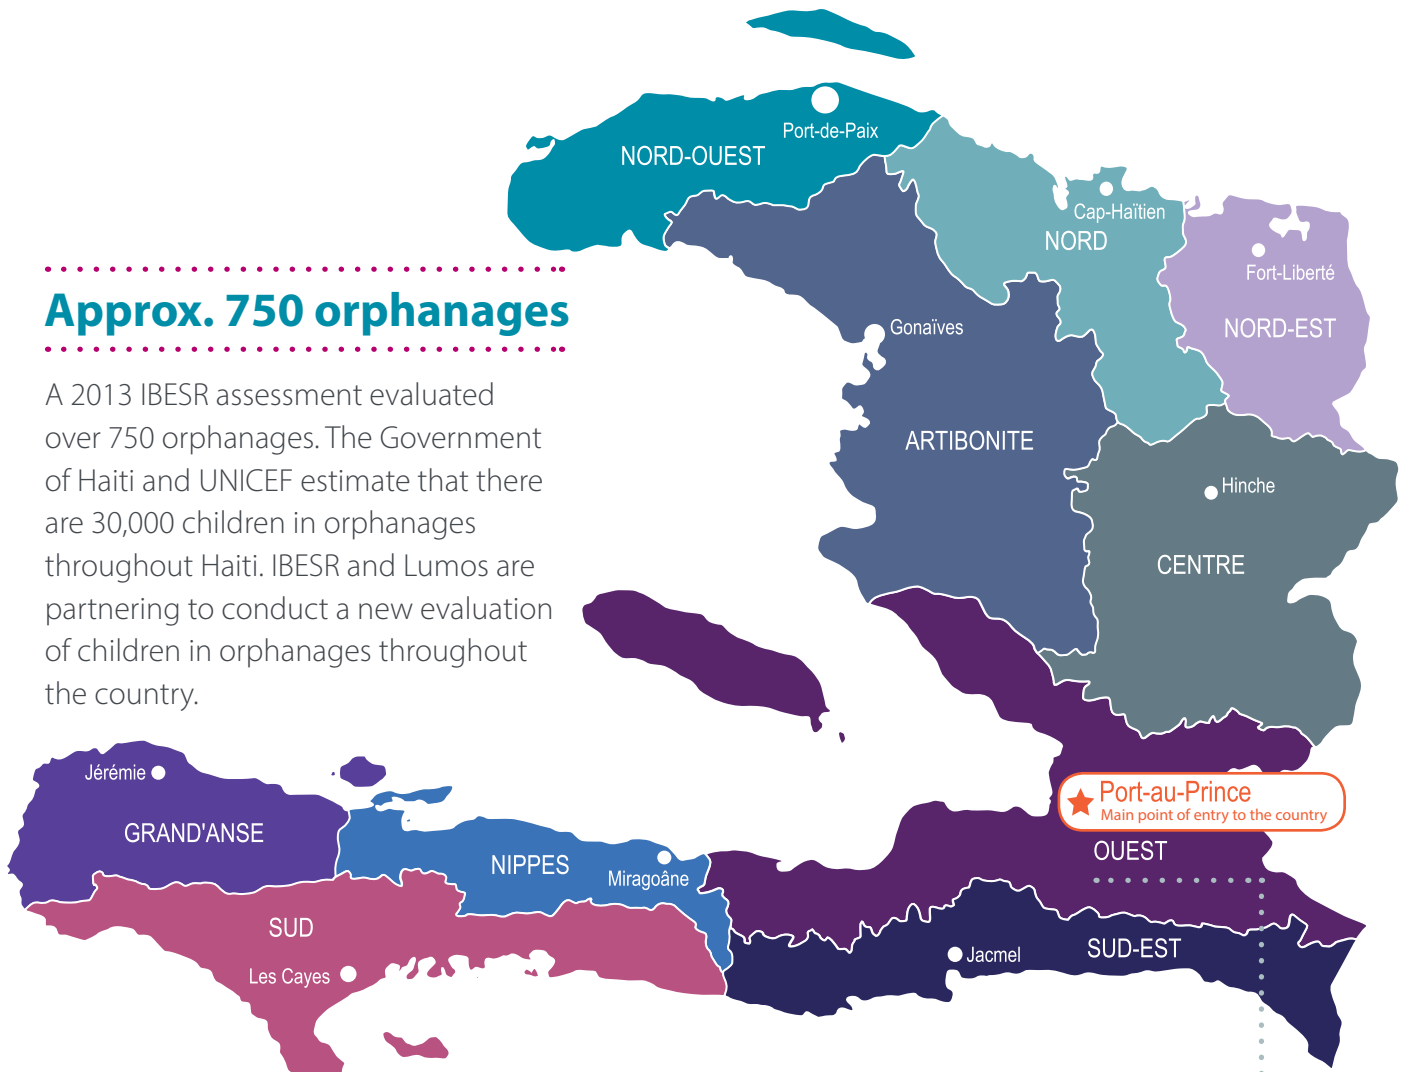 Port-de-Paix
NORD-OUEST
Cap-Haïtien
NORD
Fort-Liberté
NORD-EST
Approx. 750 orphanages
A 2013 IBESR assessment evaluated
over 750 orphanages. The Government
of Haiti and UNICEF estimate that there
are 30,000 children in orphanages
throughout Haiti. IBESR and Lumos are
partnering to conduct a new evaluation
of children in orphanages throughout
the country.
Gonaïves
ARTIBONITE
Hinche
CENTRE
Jérémie
GRAND'ANSE
Port-au-Prince
Main point of entry to the country
OUEST
NIPPES
Miragoâne
SUD
Les Cayes
Jacmel
SUD-EST